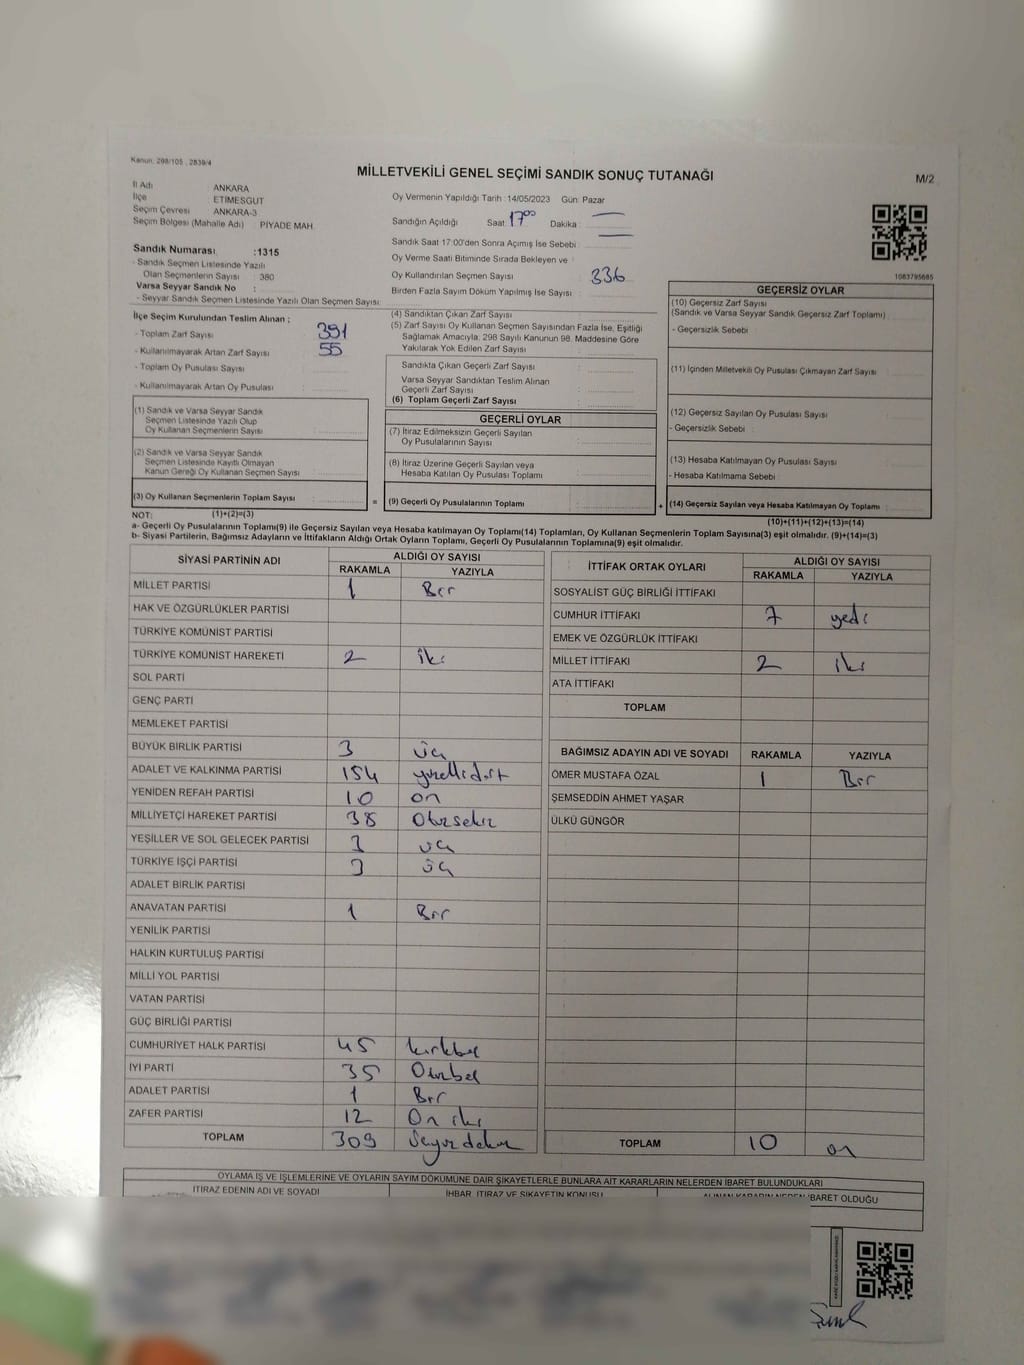 Kanun: 298/105 , 2839/4
MİLLETVEKİLİ GENEL SEÇİMİ SANDIK SONUÇ TUTANAĞI
M/2
İl Adı ANKARA
İlçe ETİMESGUT
Seçim Çevresi ANKARA-3
Seçim Bölgesi (Mahalle Adı) : PİYADE MAH.
Sandık Numarası :1315
- Sandık Seçmen Listesinde Yazılı
Olan Seçmenlerin Sayısı : 380
Varsa Seyyar Sandık No :
- Seyyar Sandık Seçmen Listesinde Yazılı Olan Seçmen Sayısı:
Oy Vermenin Yapıldığı Tarih : 14/05/2023 Gün: Pazar
Sandığın Açıldığı Saat: 17 00 Dakika :
Sandık Saat 17:00'den Sonra Açımış İse Sebebi :
Oy Verme Saati Bitiminde Sırada Bekleyen ve :
Oy Kullandırılan Seçmen Sayısı 336
Birden Fazla Sayım Döküm Yapılmış İse Sayısı :
1083795685
İlçe Seçim Kurulundan Teslim Alınan ;
- Toplam Zarf Sayısı : 391
- Kullanılmayarak Artan Zarf Sayısı : 55
- Toplam Oy Pusulası Sayısı :
- Kullanılmayarak Artan Oy Pusulası :
(4) Sandıktan Çıkan Zarf Sayısı :
(5) Zarf Sayısı Oy Kullanan Seçmen Sayısından Fazla İse, Eşitliği
Sağlamak Amacıyla; 298 Sayılı Kanunun 98. Maddesine Göre
Yakılarak Yok Edilen Zarf Sayısı :
Sandıkta Çıkan Geçerli Zarf Sayısı :
Varsa Seyyar Sandıktan Teslim Alınan
Geçerli Zarf Sayısı :
(6) Toplam Geçerli Zarf Sayısı :
GEÇERSİZ OYLAR
(10) Geçersiz Zarf Sayısı
(Sandık ve Varsa Seyyar Sandık Geçersiz Zarf Toplamı) :
- Geçersizlik Sebebi :
(11) İçinden Milletvekili Oy Pusulası Çıkmayan Zarf Sayısı :
(12) Geçersiz Sayılan Oy Pusulası Sayısı :
- Geçersizlik Sebebi :
(13) Hesaba Katılmayan Oy Pusulası Sayısı :
- Hesaba Katılmama Sebebi :
(14) Geçersiz Sayılan veya Hesaba Katılmayan Oy Toplamı :
(10)+(11)+(12)+(13)=(14)
(1) Sandık ve Varsa Seyyar Sandık
Seçmen Listesinde Yazılı Olup
Oy Kullanan Seçmenlerin Sayısı :
(2) Sandık ve Varsa Seyyar Sandık
Seçmen Listesinde Kayıtlı Olmayan
Kanun Gereği Oy Kullanan Seçmen Sayısı :
(3) Oy Kullanan Seçmenlerin Toplam Sayısı :
GEÇERLİ OYLAR
(7) İtiraz Edilmeksizin Geçerli Sayılan
Oy Pusulalarının Sayısı :
(8) İtiraz Üzerine Geçerli Sayılan veya
Hesaba Katılan Oy Pusulası Toplamı :
= (9) Geçerli Oy Pusulalarının Toplamı : +
NOT: (1)+(2)=(3)
a- Geçerli Oy Pusulalarının Toplamı(9) ile Geçersiz Sayılan veya Hesaba katılmayan Oy Toplamı(14) Toplamları, Oy Kullanan Seçmenlerin Toplam Sayısına(3) eşit olmalıdır. (9)+(14)=(3)
b- Siyasi Partilerin, Bağımsız Adayların ve İttifakların Aldığı Ortak Oyların Toplamı, Geçerli Oy Pusulalarının Toplamına(9) eşit olmalıdır.
SİYASİ PARTİNİN ADI ALDIĞI OY SAYISI
RAKAMLA YAZIYLA
MİLLET PARTİSİ 1 Bir
HAK VE ÖZGÜRLÜKLER PARTİSİ
TÜRKİYE KOMÜNİST PARTİSİ
TÜRKİYE KOMÜNİST HAREKETİ 2 iki
SOL PARTİ
GENÇ PARTİ
MEMLEKET PARTİSİ
BÜYÜK BİRLİK PARTİSİ 3 üç
ADALET VE KALKINMA PARTİSİ 154 yüzellidört
YENİDEN REFAH PARTİSİ 10 on
MİLLİYETÇİ HAREKET PARTİSİ 38 Otuzsekiz
YEŞİLLER VE SOL GELECEK PARTİSİ 3 üç
TÜRKİYE İŞÇİ PARTİSİ 3 üç
ADALET BİRLİK PARTİSİ
ANAVATAN PARTİSİ 1 Bir
YENİLİK PARTİSİ
HALKIN KURTULUŞ PARTİSİ
MİLLİ YOL PARTİSİ
VATAN PARTİSİ
GÜÇ BİRLİĞİ PARTİSİ
CUMHURİYET HALK PARTİSİ 45 kırkbeş
İYİ PARTİ 35 Otuzbeş
ADALET PARTİSİ 1 Bir
ZAFER PARTİSİ 12 On iki
TOPLAM 309
İTTİFAK ORTAK OYLARI ALDIĞI OY SAYISI
RAKAMLA YAZIYLA
SOSYALİST GÜÇ BİRLİĞİ İTTİFAKI
CUMHUR İTTİFAKI 7 yedi
EMEK VE ÖZGÜRLÜK İTTİFAKI
MİLLET İTTİFAKI 2 iki
ATA İTTİFAKI
TOPLAM
BAĞIMSIZ ADAYIN ADI VE SOYADI RAKAMLA YAZIYLA
ÖMER MUSTAFA ÖZAL 1 Bir
ŞEMSEDDİN AHMET YAŞAR
ÜLKÜ GÜNGÖR
TOPLAM 10 on
OYLAMA İŞ VE İŞLEMLERİNE VE OYLARIN SAYIM DÖKÜMÜNE DAİR ŞİKAYETLERLE BUNLARA AİT KARARLARIN NELERDEN İBARET BULUNDUKLARI
İTİRAZ EDENİN ADI VE SOYADI İHBAR, İTİRAZ VE ŞİKAYETİN KONUSU ALINAN KARARIN NEDEN İBARET OLDUĞU